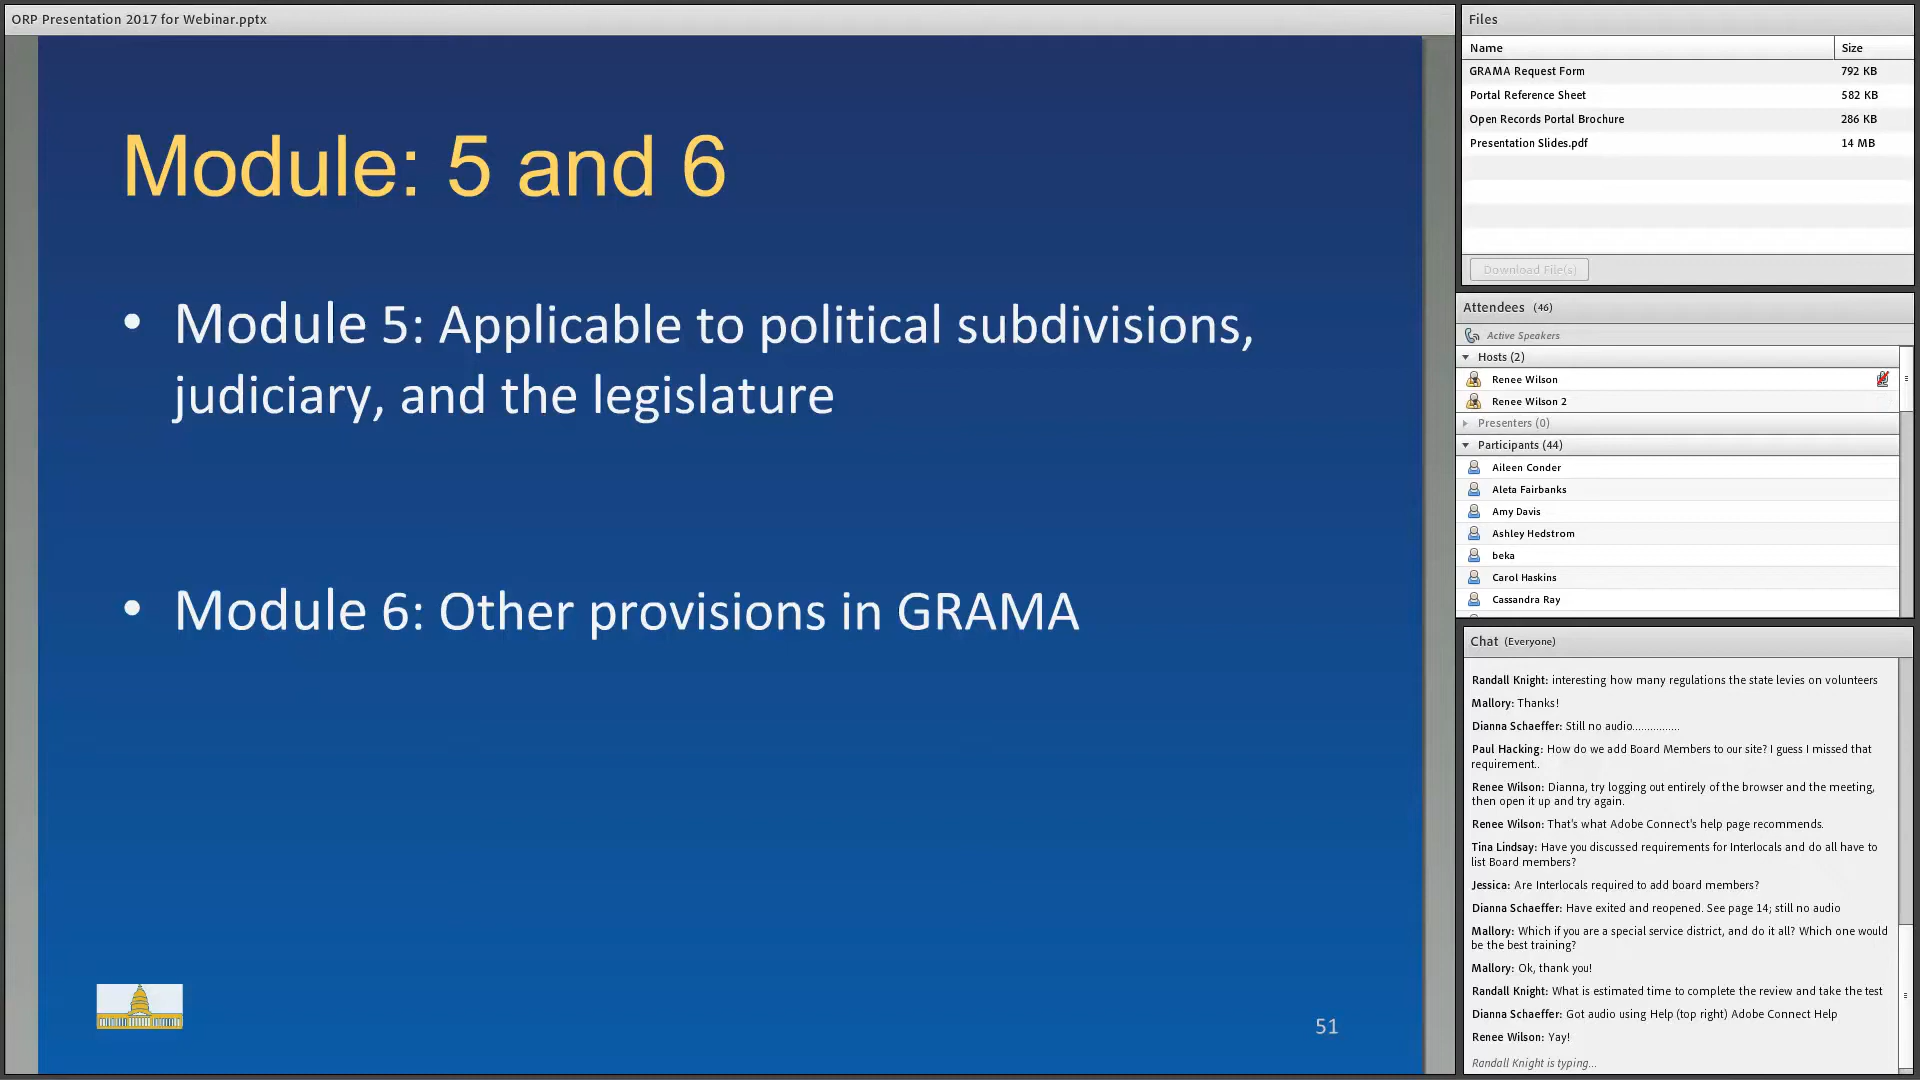 ORP Presentation 2017 for Webinar.pptx
Module: 5 and 6
• Module 5: Applicable to political subdivisions,
judiciary, and the legislature
• Module 6: Other provisions in GRAMA
51
Files
Name Size
GRAMA Request Form 792 KB
Portal Reference Sheet 582 KB
Open Records Portal Brochure 286 KB
Presentation Slides.pdf 14 MB
Download File(s)
Attendees (46)
Active Speakers
Hosts (2)
Renee Wilson
Renee Wilson 2
Presenters (0)
Participants (44)
Aileen Conder
Aleta Fairbanks
Amy Davis
Ashley Hedstrom
beka
Carol Haskins
Cassandra Ray
Chat (Everyone)
Randall Knight: interesting how many regulations the state levies on volunteers
Mallory: Thanks!
Dianna Schaeffer: Still no audio...............
Paul Hacking: How do we add Board Members to our site? I guess I missed that
requirement..
Renee Wilson: Dianna, try logging out entirely of the browser and the meeting,
then open it up and try again.
Renee Wilson: That's what Adobe Connect's help page recommends.
Tina Lindsay: Have you discussed requirements for Interlocals and do all have to
list Board members?
Jessica: Are Interlocals required to add board members?
Dianna Schaeffer: Have exited and reopened. See page 14; still no audio
Mallory: Which if you are a special service district, and do it all? Which one would
be the best training?
Mallory: Ok, thank you!
Randall Knight: What is estimated time to complete the review and take the test
Dianna Schaeffer: Got audio using Help (top right) Adobe Connect Help
Renee Wilson: Yay!
Randall Knight is typing...